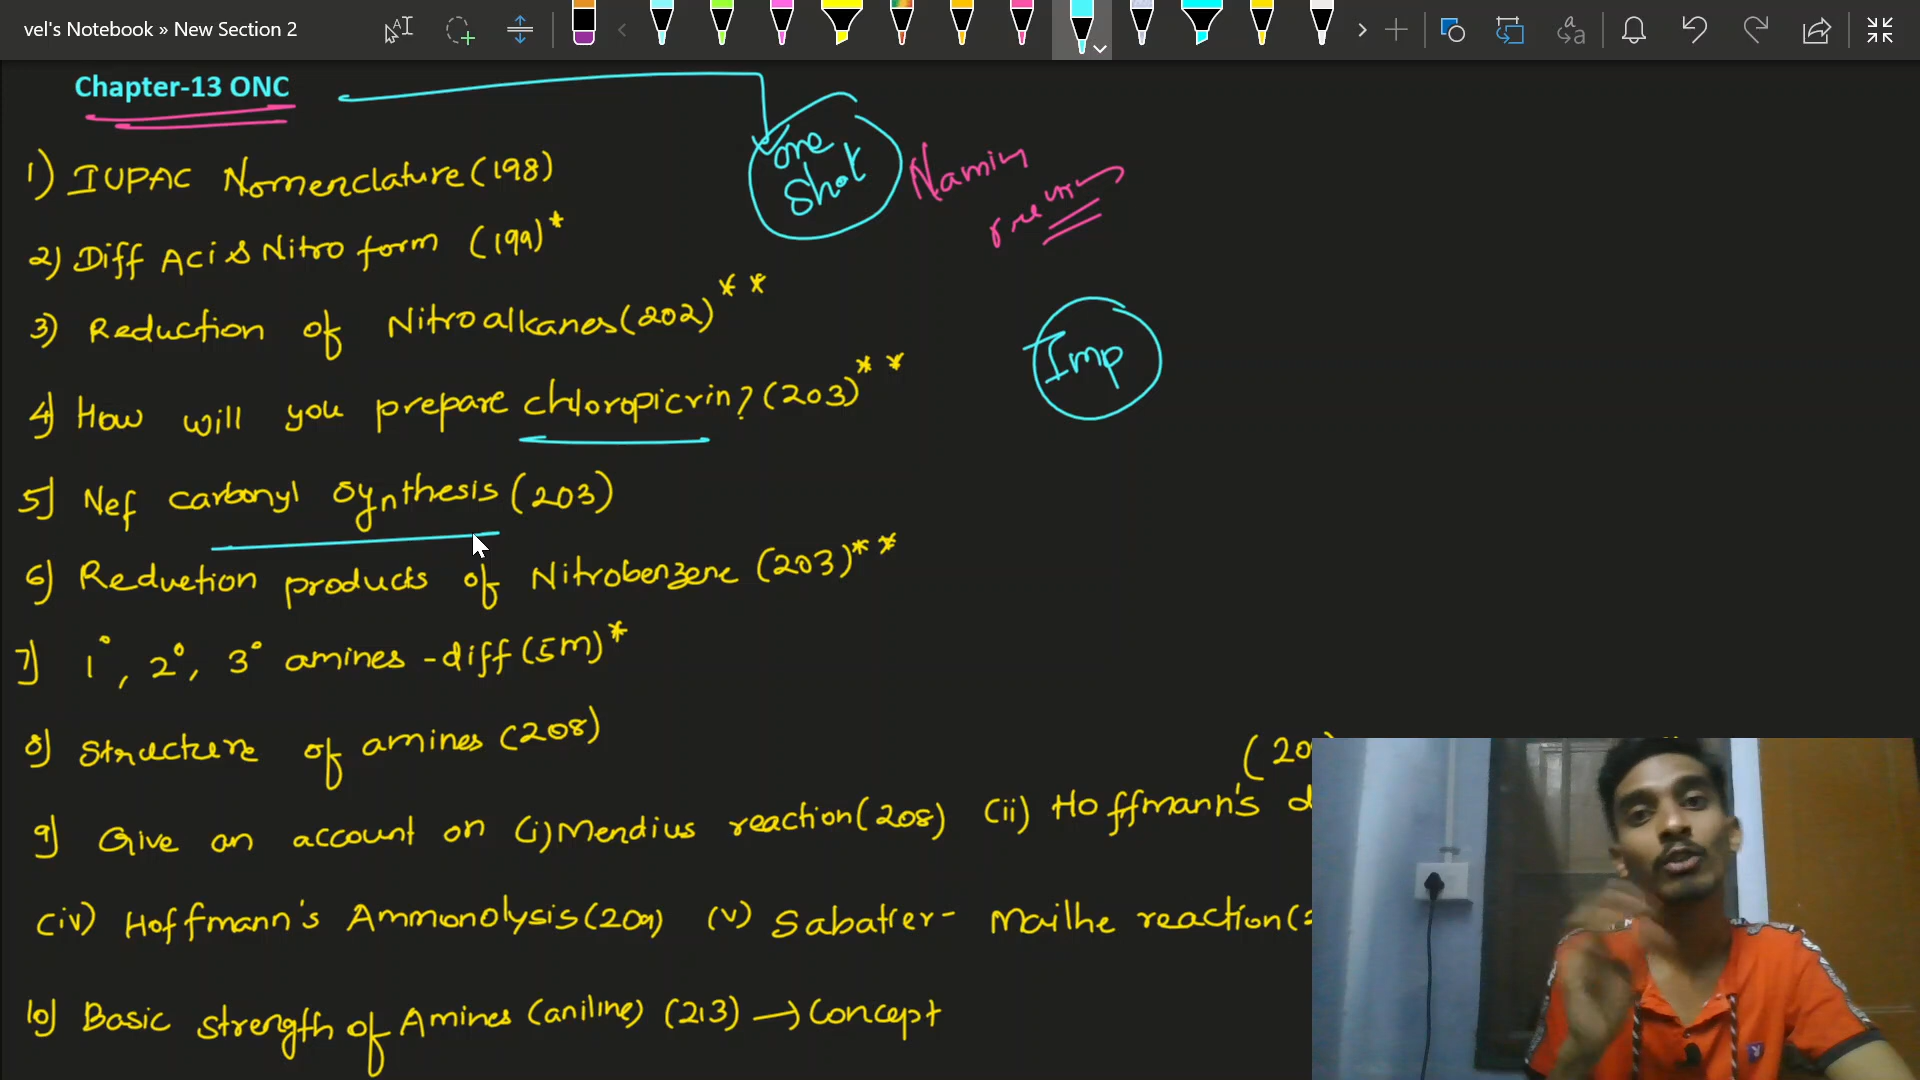 vel's Notebook » New Section 2
Chapter-13 ONC
one
Shot
Namin
Imp
1) IUPAC Nomenclature (198)
2) Diff Aci & Nitro form (199)*
3) Reduction of Nitroalkanes (202)**
4) How will you prepare chloropicrin? (203)**
5) Nef carbonyl synthesis (203)
6) Reduction products of Nitrobenzene (203)**
7) 1°, 2°, 3° amines - diff (5m)*
8) Structure of amines (208)
(20
9) Give an account on (i) Mendius reaction (208) (ii) Hoffmann's d
(iv) Hoffmann's Ammonolysis (209) (v) Sabatier- Mailhe reaction (2
10) Basic strength of Amines (aniline) (213) → Concept